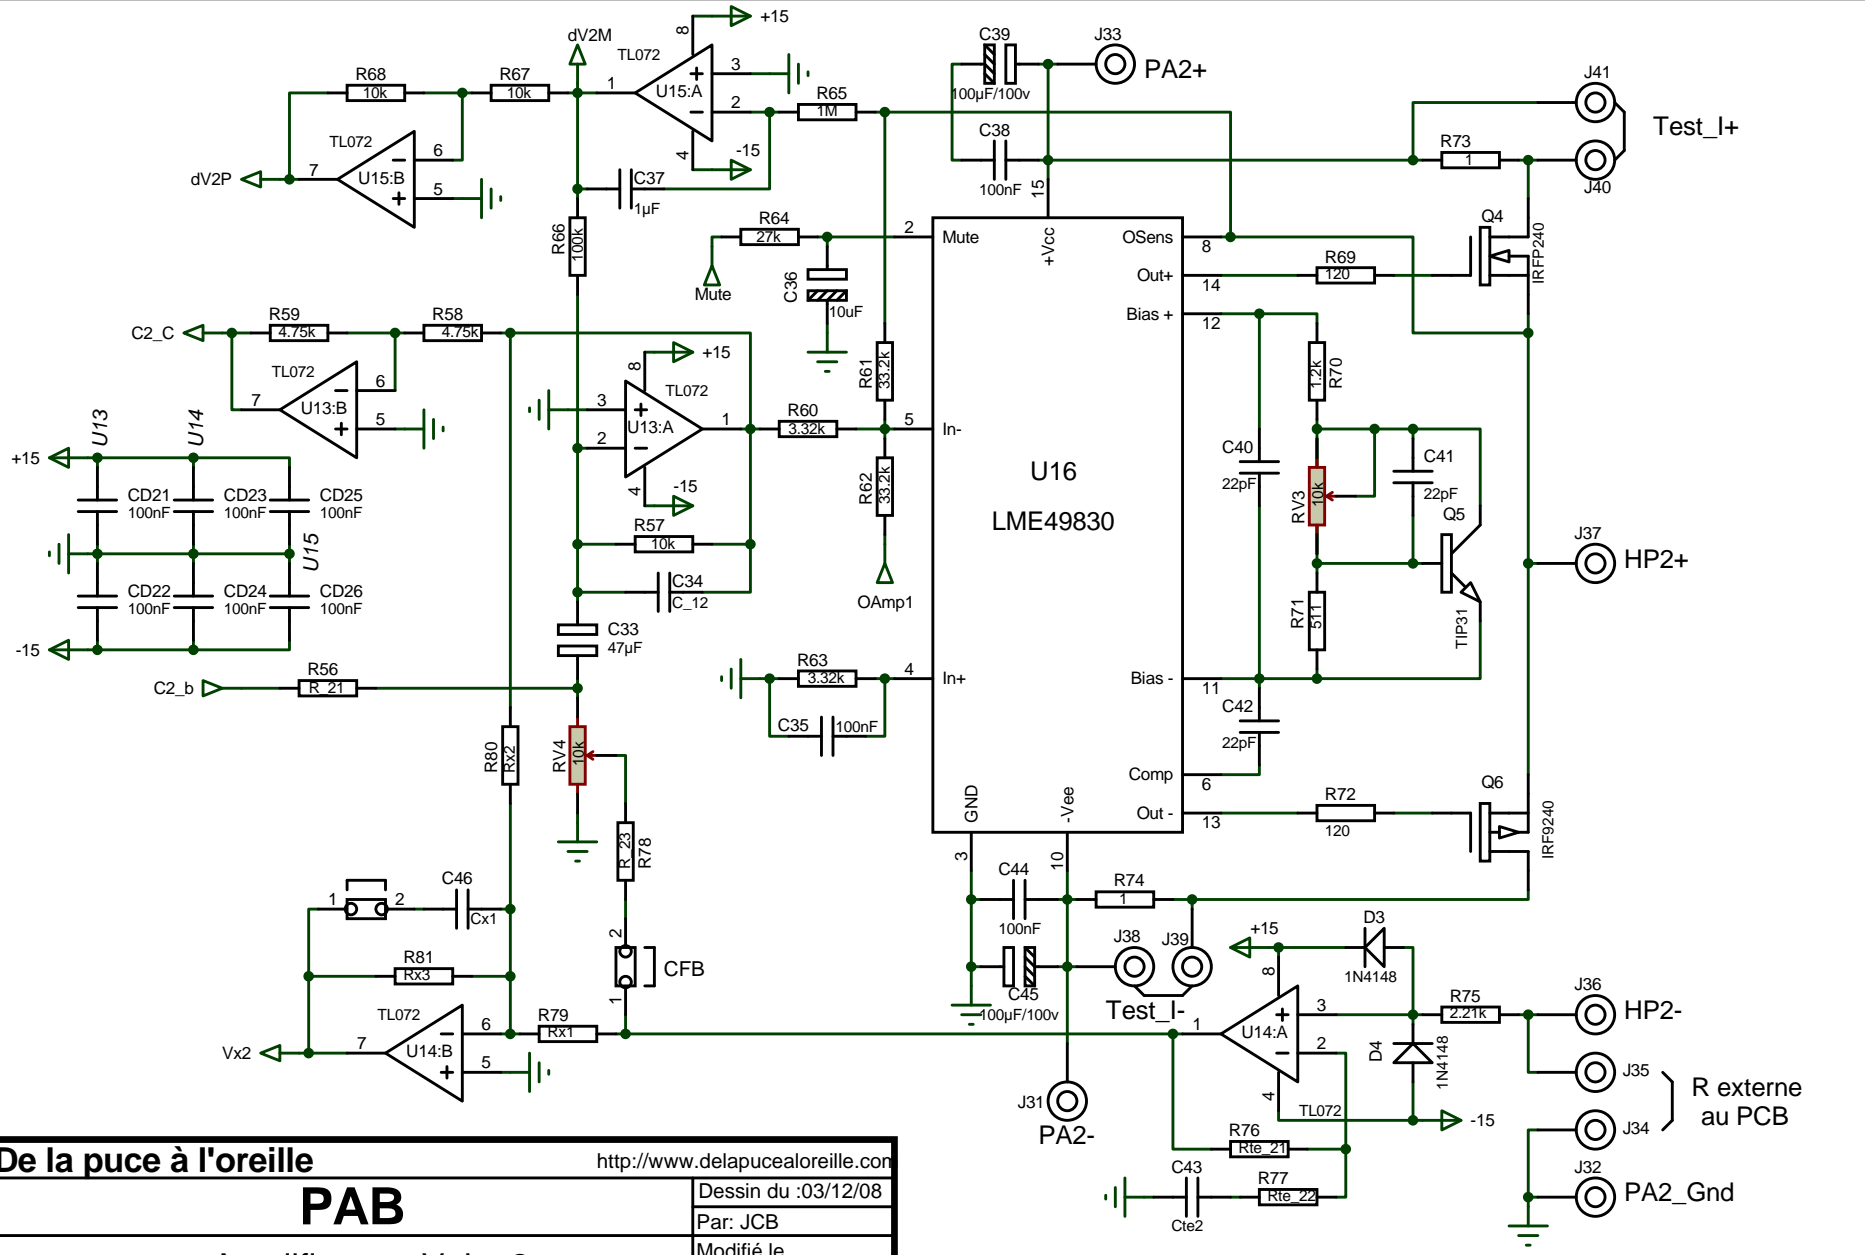 dV2M
TL072
8
+15
C39
100µF/100v
J33
PA2+
J41
Test_I+
R68
10k
R67
10k
1
U15:A
3
2
R65
1M
4
-15
C38
100nF
R73
1
J40
TL072
dV2P
7
U15:B
6
5
C37
1µF
15
R66
100k
R64
27k
2
Mute
+Vcc
OSens
8
Q4
IRFP240
Mute
C36
10uF
Out+
14
R69
120
Bias +
12
C2_C
R59
4.75k
R58
4.75k
TL072
7
U13:B
6
5
8
+15
TL072
3
2
U13:A
1
4
-15
R60
3.32k
R61
33.2k
5
In-
R62
33.2k
OAmp1
U16
LME49830
R70
1.2k
C40
22pF
RV3
10k
C41
22pF
Q5
TIP31
R71
511
J37
HP2+
U13
U14
+15
CD21
100nF
CD23
100nF
CD25
100nF
U15
CD22
100nF
CD24
100nF
CD26
100nF
-15
R57
10k
C34
C_12
C33
47µF
C2_b
R56
R_21
R63
3.32k
4
In+
C35
100nF
Bias -
11
C42
22pF
Comp
6
R80
Rx2
RV4
10k
R_23
R78
GND
3
-Vee
10
Out -
13
R72
120
Q6
IRF9240
1
2
C46
Cx1
2
CFB
1
C44
100nF
R74
1
C45
100µF/100v
J38
J39
Test_I-
+15
D3
1N4148
R81
Rx3
TL072
Vx2
7
U14:B
6
5
R79
Rx1
J31
PA2-
8
1
U14:A
3
2
4
TL072
D4
1N4148
R75
2.21k
J36
HP2-
J35
R externe
au PCB
J34
-15
R76
Rte_21
C43
Cte2
R77
Rte_22
J32
PA2_Gnd
De la puce à l'oreille
http://www.delapucealoreille.com
PAB
Dessin du :03/12/08
Par: JCB
Modifié le